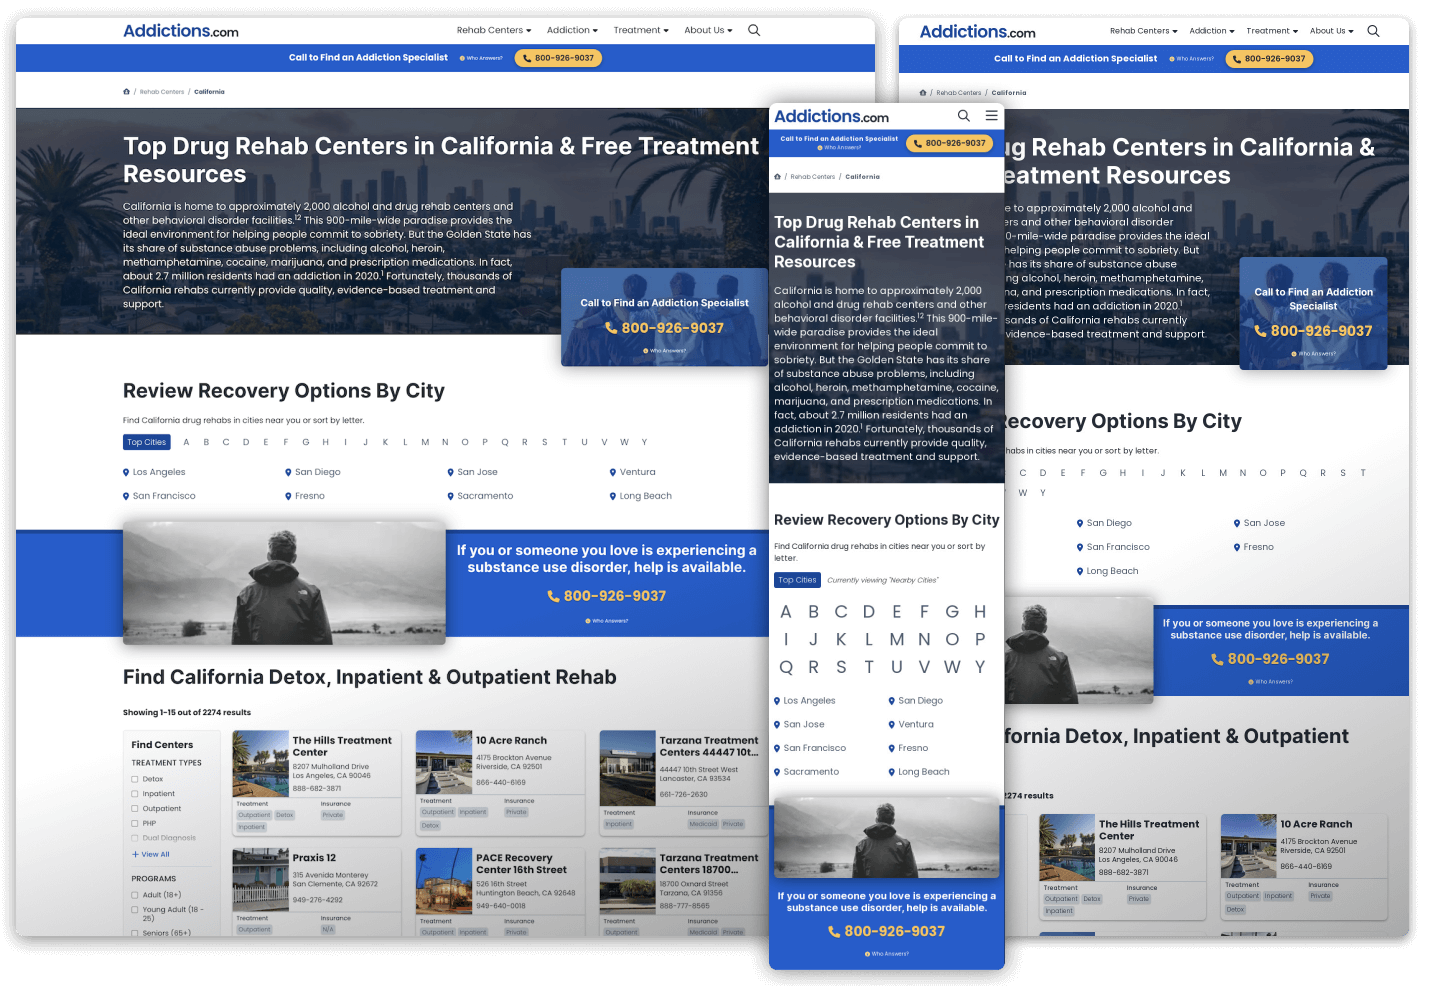 Addictions.com
Rehab Centers
Addiction
Treatment
About Us
Call to Find an Addiction Specialist
Who Answers?
800-926-9037
/ Rehab Centers / California
Top Drug Rehab Centers in California & Free Treatment
Resources
California is home to approximately 2,000 alcohol and drug rehab centers and
other behavioral disorder facilities.12 This 900-mile-wide paradise provides the
ideal environment for helping people commit to sobriety. But the Golden State has
its share of substance abuse problems, including alcohol, heroin,
methamphetamine, cocaine, marijuana, and prescription medications. In fact,
about 2.7 million residents had an addiction in 2020.1 Fortunately, thousands of
California rehabs currently provide quality, evidence-based treatment and
support.
Call to Find an Addiction Specialist
800-926-9037
Who Answers?
Review Recovery Options By City
Find California drug rehabs in cities near you or sort by letter.
Top Cities A B C D E F G H I J K L M N O P Q R S T U V W Y
Los Angeles San Diego San Jose Ventura
San Francisco Fresno Sacramento Long Beach
If you or someone you love is experiencing a
substance use disorder, help is available.
800-926-9037
Who Answers?
Find California Detox, Inpatient & Outpatient Rehab
Showing 1-15 out of 2274 results
Find Centers
TREATMENT TYPES
Detox
Inpatient
Outpatient
PHP
Dual Diagnosis
+ View All
PROGRAMS
Adult (18+)
Young Adult (18 -
25)
Seniors (65+)
The Hills Treatment
Center
8207 Mulholland Drive
Los Angeles, CA 90046
888-682-3871
Treatment Insurance
Outpatient Detox Private
Inpatient
10 Acre Ranch
4175 Brockton Avenue
Riverside, CA 92501
866-440-6169
Treatment Insurance
Outpatient Inpatient Private
Detox
Tarzana Treatment
Centers 44447 10t...
44447 10th Street West
Lancaster, CA 93534
661-726-2630
Treatment Insurance
Inpatient Medicaid Private
Praxis 12
315 Avenida Monterey
San Clemente, CA 92672
949-276-4292
Treatment Insurance
Outpatient N/A
PACE Recovery
Center 16th Street
526 16th Street
Huntington Beach, CA 92648
949-640-0018
Treatment Insurance
Outpatient Inpatient Private
Tarzana Treatment
Centers 18700...
18700 Oxnard Street
Tarzana, CA 91356
888-777-8565
Treatment Insurance
Outpatient Inpatient Medicaid Private
Addictions.com
Call to Find an Addiction Specialist
Who Answers?
800-926-9037
/ Rehab Centers / California
Top Drug Rehab Centers in
California & Free Treatment
Resources
California is home to approximately 2,000
alcohol and drug rehab centers and other
behavioral disorder facilities.12 This 900-mile-
wide paradise provides the ideal
environment for helping people commit to
sobriety. But the Golden State has its share
of substance abuse problems, including
alcohol, heroin, methamphetamine, cocaine,
marijuana, and prescription medications. In
fact, about 2.7 million residents had an
addiction in 2020.1 Fortunately, thousands of
California rehabs currently provide quality,
evidence-based treatment and support.
Review Recovery Options By City
Find California drug rehabs in cities near you or sort by
letter.
Top Cities Currently viewing "Nearby Cities"
A B C D E F G H
I J K L M N O P
Q R S T U V W Y
Los Angeles San Diego
San Jose Ventura
San Francisco Fresno
Sacramento Long Beach
If you or someone you love is experiencing a
substance use disorder, help is available.
800-926-9037
Who Answers?
Addictions.com
Rehab Centers
Addiction
Treatment
About Us
Call to Find an Addiction Specialist
Who Answers?
800-926-9037
/ Rehab Centers / California
ug Rehab Centers in California &
eatment Resources
e to approximately 2,000 alcohol and
ers and other behavioral disorder
0-mile-wide paradise provides the ideal
helping people commit to sobriety. But
has its share of substance abuse
ng alcohol, heroin, methamphetamine,
na, and prescription medications. In fact,
residents had an addiction in 2020.1
sands of California rehabs currently
vidence-based treatment and support.
Call to Find an Addiction
Specialist
800-926-9037
Who Answers?
Recovery Options By City
habs in cities near you or sort by letter.
C D E F G H I J K L M N O P Q R S T
W Y
San Diego San Jose
San Francisco Fresno
Long Beach
If you or someone you love is experiencing a
substance use disorder, help is available.
800-926-9037
Who Answers?
fornia Detox, Inpatient & Outpatient
2274 results
The Hills Treatment
Center
8207 Mulholland Drive
Los Angeles, CA 90046
888-682-3871
Treatment Insurance
Outpatient Detox Private
Inpatient
10 Acre Ranch
4175 Brockton Avenue
Riverside, CA 92501
866-440-6169
Treatment Insurance
Outpatient Inpatient Private
Detox